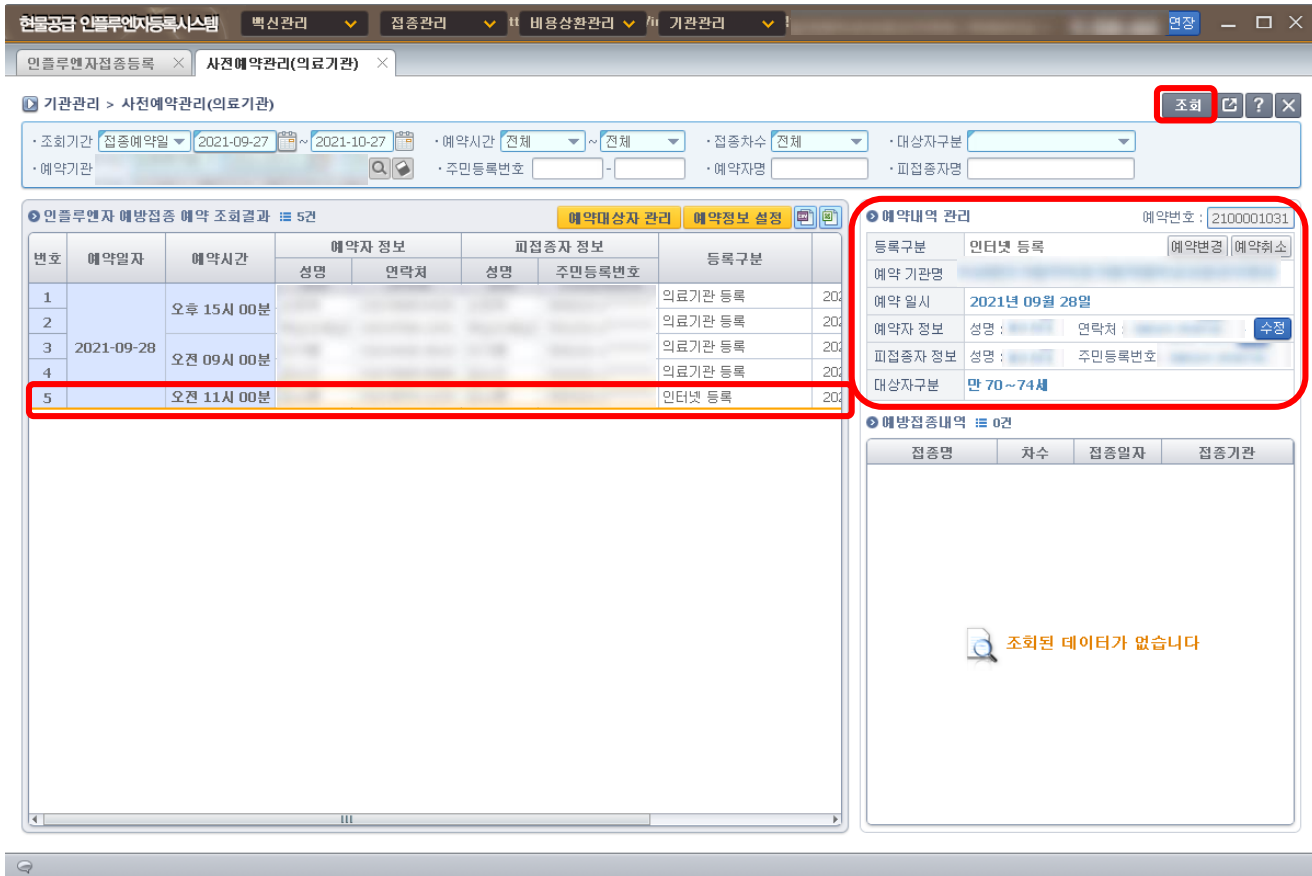 현물공급 인플루엔자등록시스템 백신관리 접종관리 비용상환관리 기관관리 연장
인플루엔자접종등록 사전예약관리(의료기관)
기관관리 > 사전예약관리(의료기관) 조회
· 조회기간 접종예약일 2021-09-27 ~ 2021-10-27 · 예약시간 전체 ~ 전체 · 접종차수 전체 · 대상자구분
· 예약기관 · 주민등록번호 - · 예약자명 · 피접종자명
인플루엔자 예방접종 예약 조회결과 5건 예약대상자 관리 예약정보 설정
번호 예약일자 예약시간 예약자 정보 피접종자 정보 등록구분
성명 연락처 성명 주민등록번호
1 오후 15시 00분 의료기관 등록 202
2 의료기관 등록 202
3 2021-09-28 오전 09시 00분 의료기관 등록 202
4 의료기관 등록 202
5 오전 11시 00분 인터넷 등록 202
예약내역 관리 예약번호 : 2100001031
등록구분 인터넷 등록 예약변경 예약취소
예약 기관명
예약 일시 2021년 09월 28일
예약자 정보 성명 : 연락처 : 수정
피접종자 정보 성명 : 주민등록번호
대상자구분 만 70~74세
예방접종내역 0건
접종명 차수 접종일자 접종기관
조회된 데이터가 없습니다